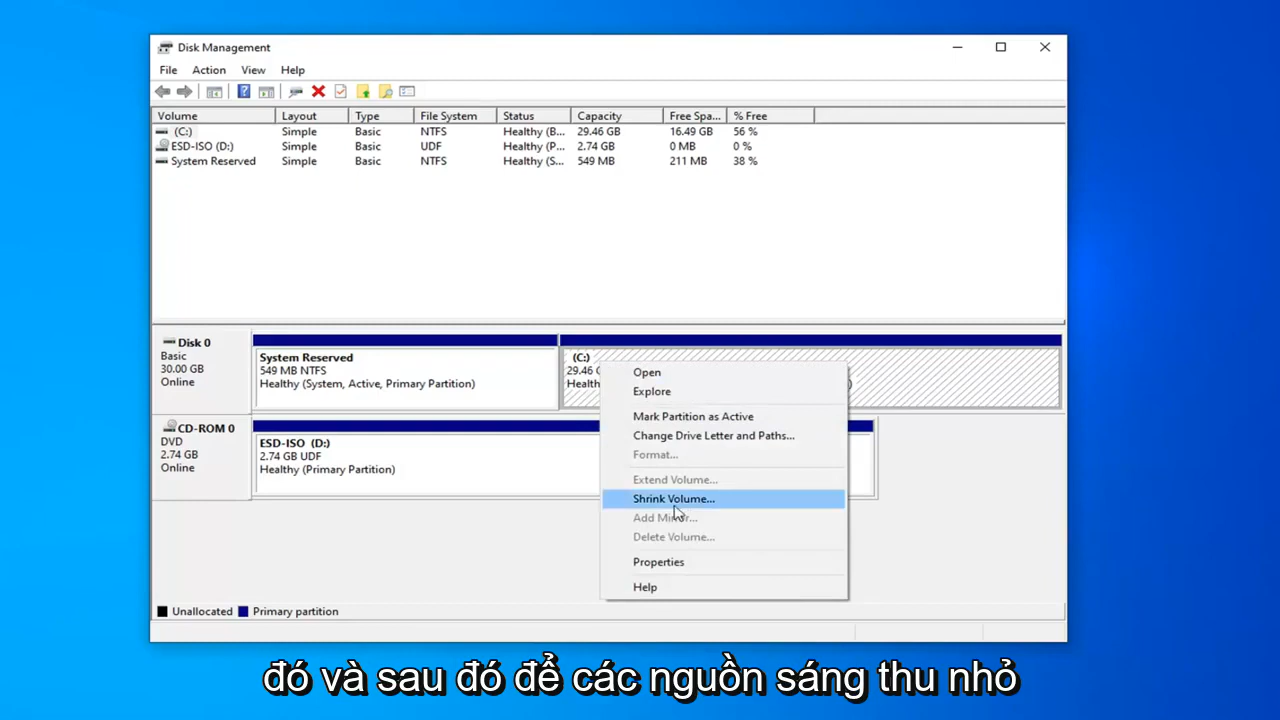 Disk Management
File Action View Help
Volume Layout Type File System Status Capacity Free Spa... % Free
(C:) Simple Basic NTFS Healthy (B... 29.46 GB 16.49 GB 56 %
ESD-ISO (D:) Simple Basic UDF Healthy (P... 2.74 GB 0 MB 0 %
System Reserved Simple Basic NTFS Healthy (S... 549 MB 211 MB 38 %
Disk 0
Basic
30.00 GB
Online
System Reserved
549 MB NTFS
Healthy (System, Active, Primary Partition)
(C:)
29.46
Health
CD-ROM 0
DVD
2.74 GB
Online
ESD-ISO (D:)
2.74 GB UDF
Healthy (Primary Partition)
Open
Explore
Mark Partition as Active
Change Drive Letter and Paths...
Format...
Extend Volume...
Shrink Volume...
Add Mirror...
Delete Volume...
Properties
Help
Unallocated Primary partition
đó và sau đó để các nguồn sáng thu nhỏ